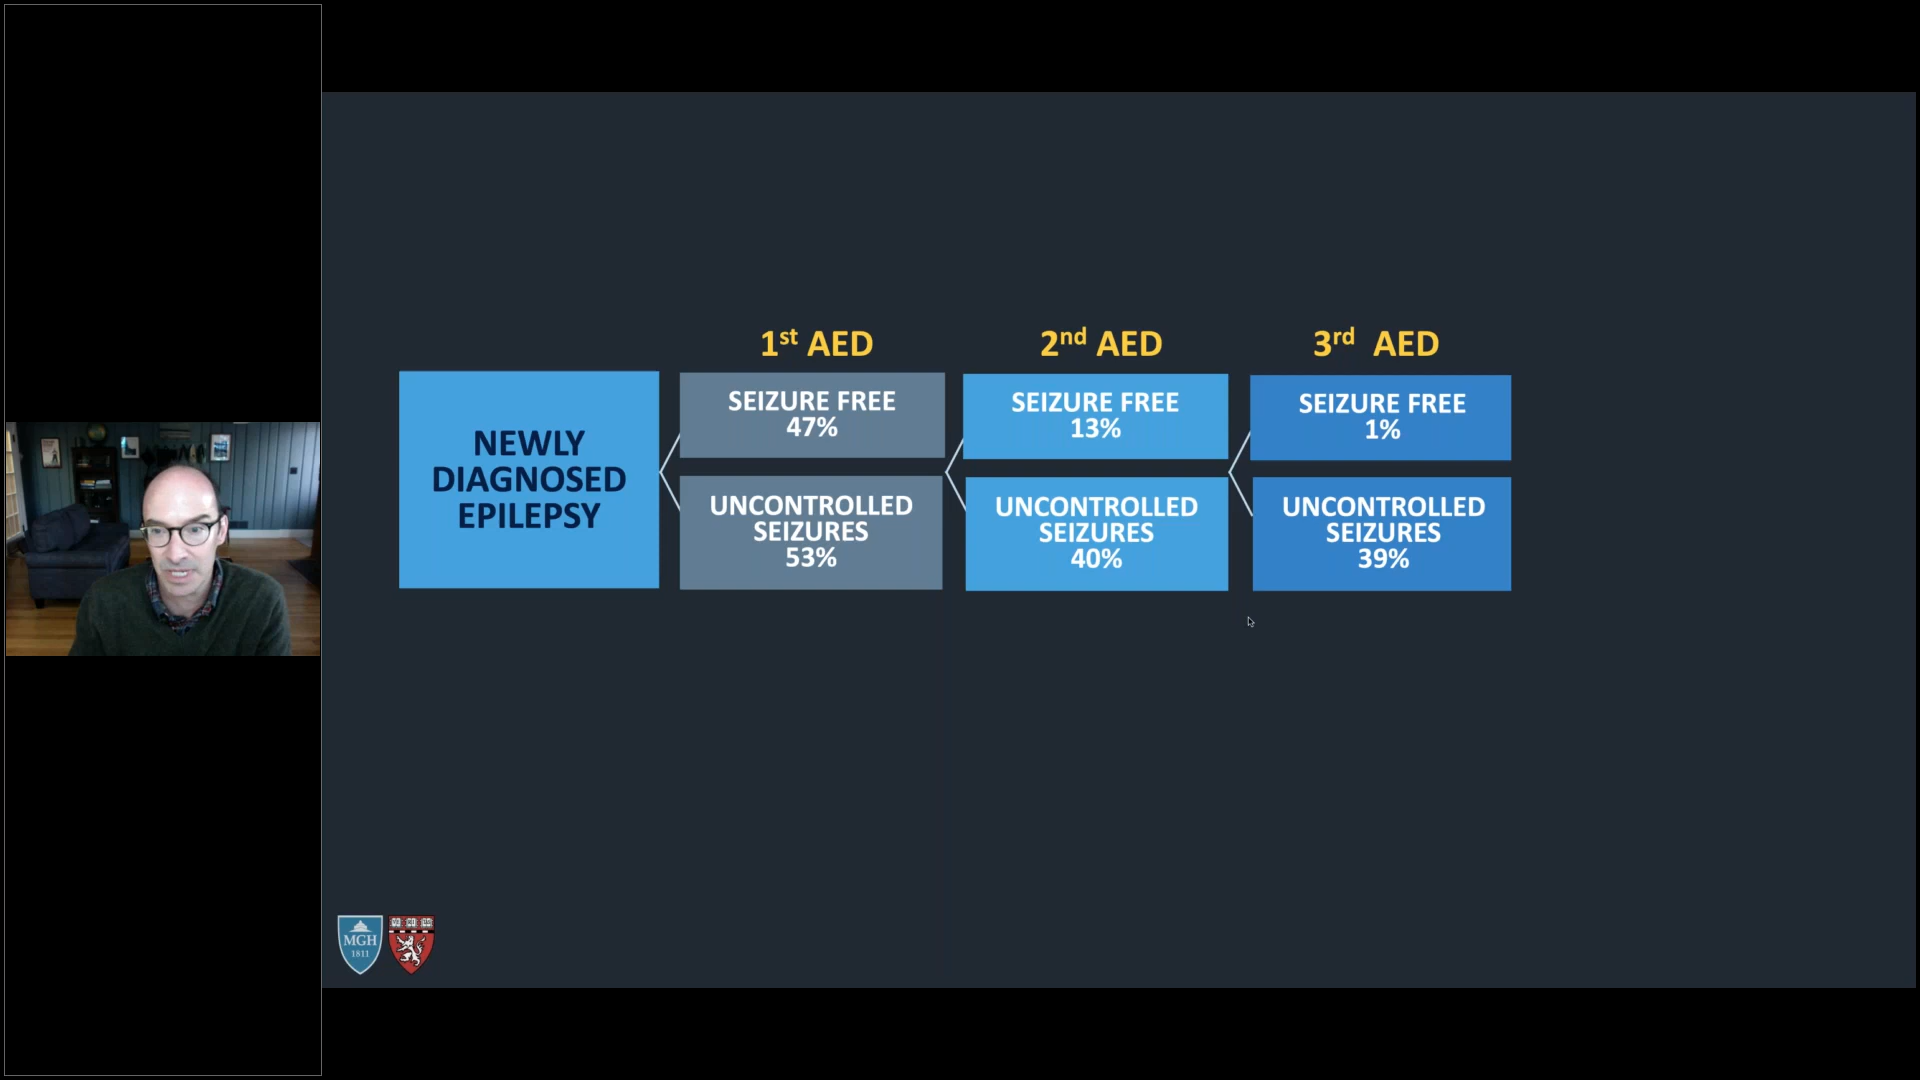 1st AED
2nd AED
3rd AED
NEWLY
DIAGNOSED
EPILEPSY
SEIZURE FREE
47%
UNCONTROLLED
SEIZURES
53%
SEIZURE FREE
13%
UNCONTROLLED
SEIZURES
40%
SEIZURE FREE
1%
UNCONTROLLED
SEIZURES
39%
MGH
1811